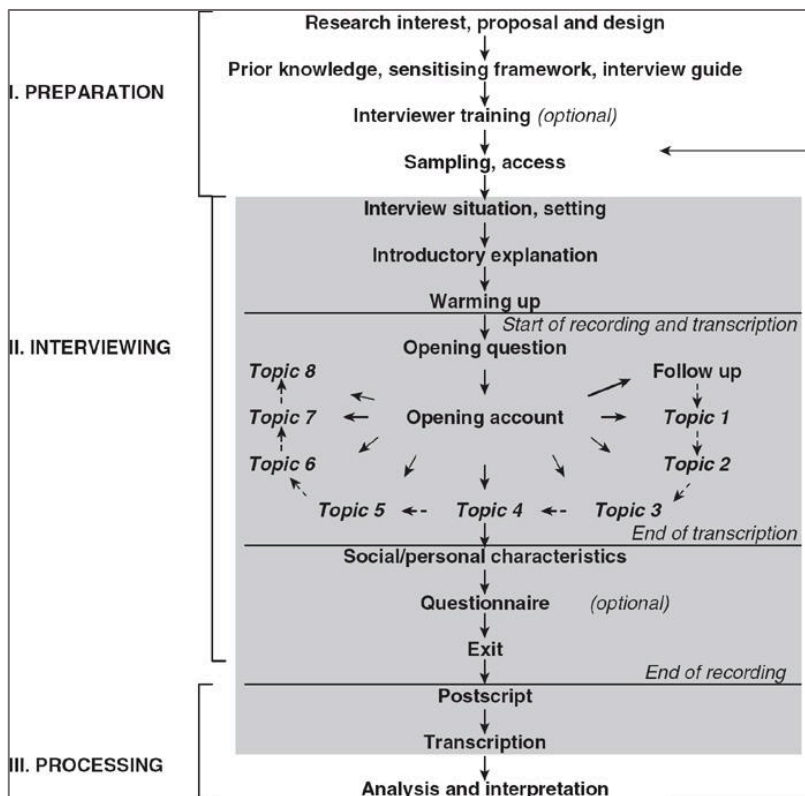 Research interest, proposal and design
Prior knowledge, sensitising framework, interview guide
I. PREPARATION
Interviewer training (optional)
Sampling, access
Interview situation, setting
Introductory explanation
Warming up
Start of recording and transcription
II. INTERVIEWING
Opening question
Topic 8
Follow up
Topic 7
Opening account
Topic 1
Topic 6
Topic 2
Topic 5
Topic 4
Topic 3
End of transcription
Social/personal characteristics
Questionnaire (optional)
Exit
End of recording
Postscript
Transcription
III. PROCESSING
Analysis and interpretation